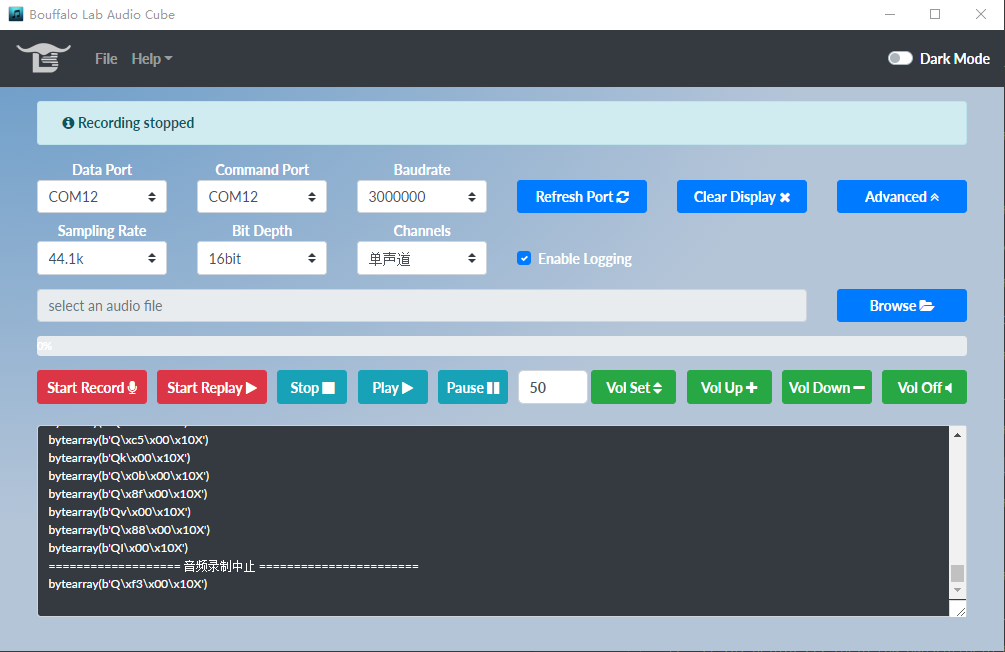 Bouffalo Lab Audio Cube
File Help Dark Mode
Recording stopped
Data Port Command Port Baudrate
COM12 COM12 3000000 Refresh Port Clear Display Advanced
Sampling Rate Bit Depth Channels
44.1k 16bit 单声道 Enable Logging
select an audio file Browse
0%
Start Record Start Replay Stop Play Pause 50 Vol Set Vol Up Vol Down Vol Off
bytearray(b'Q\xc5\x00\x10X')
bytearray(b'Qk\x00\x10X')
bytearray(b'Q\x0b\x00\x10X')
bytearray(b'Q\x8f\x00\x10X')
bytearray(b'Qv\x00\x10X')
bytearray(b'Q\x88\x00\x10X')
bytearray(b'QI\x00\x10X')
=================== 音频录制中止 =======================
bytearray(b'Q\xf3\x00\x10X')